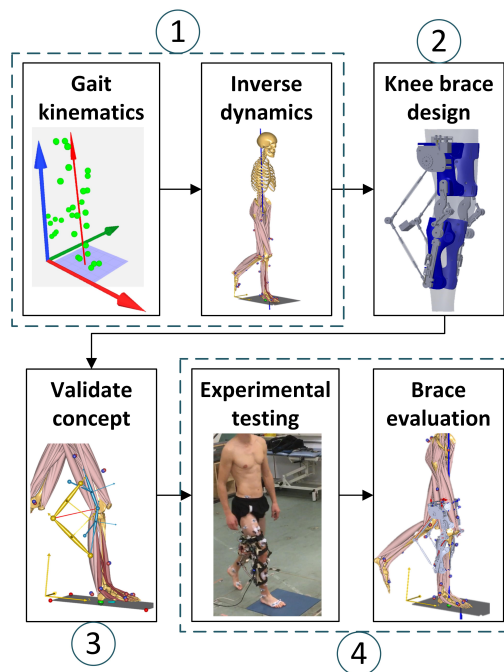 1
2
Gait
kinematics
Inverse
dynamics
Knee brace
design
Validate
concept
Experimental
testing
Brace
evaluation
3
4